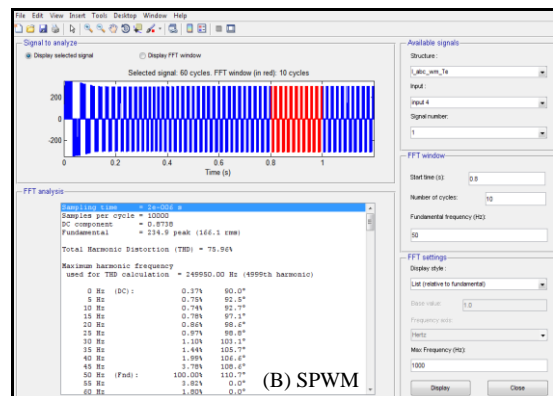 File Edit View Insert Tools Desktop Window Help
Signal to analyze
Display selected signal
Display FFT window
Selected signal: 60 cycles. FFT window (in red): 10 cycles
200
0
-200
0 0.2 0.4 0.6 0.8 1
Time (s)
FFT analysis
Sampling time = 2e-006 s
Samples per cycle = 10000
DC component = 0.8738
Fundamental = 234.9 peak (166.1 rms)
Total Harmonic Distortion (THD) = 75.96%
Maximum harmonic frequency
used for THD calculation = 249950.00 Hz (4999th harmonic)
0 Hz (DC): 0.37% 90.0°
5 Hz 0.75% 92.5°
10 Hz 0.74% 92.7°
15 Hz 0.78% 97.1°
20 Hz 0.86% 98.6°
25 Hz 0.97% 98.8°
30 Hz 1.10% 103.1°
35 Hz 1.44% 105.7°
40 Hz 1.99% 106.6°
45 Hz 3.78% 108.6°
50 Hz (Fnd): 100.00% 110.7°
55 Hz 3.82% 0.0°
60 Hz 1.80% 0.0°
(B) SPWM
Available signals
Structure :
I_abc_wm_Te
Input :
input 4
Signal number:
1
FFT window
Start time (s):
0.8
Number of cycles:
10
Fundamental frequency (Hz):
50
FFT settings
Display style :
List (relative to fundamental)
Base value:
1.0
Frequency axis:
Hertz
Max Frequency (Hz):
1000
Display
Close